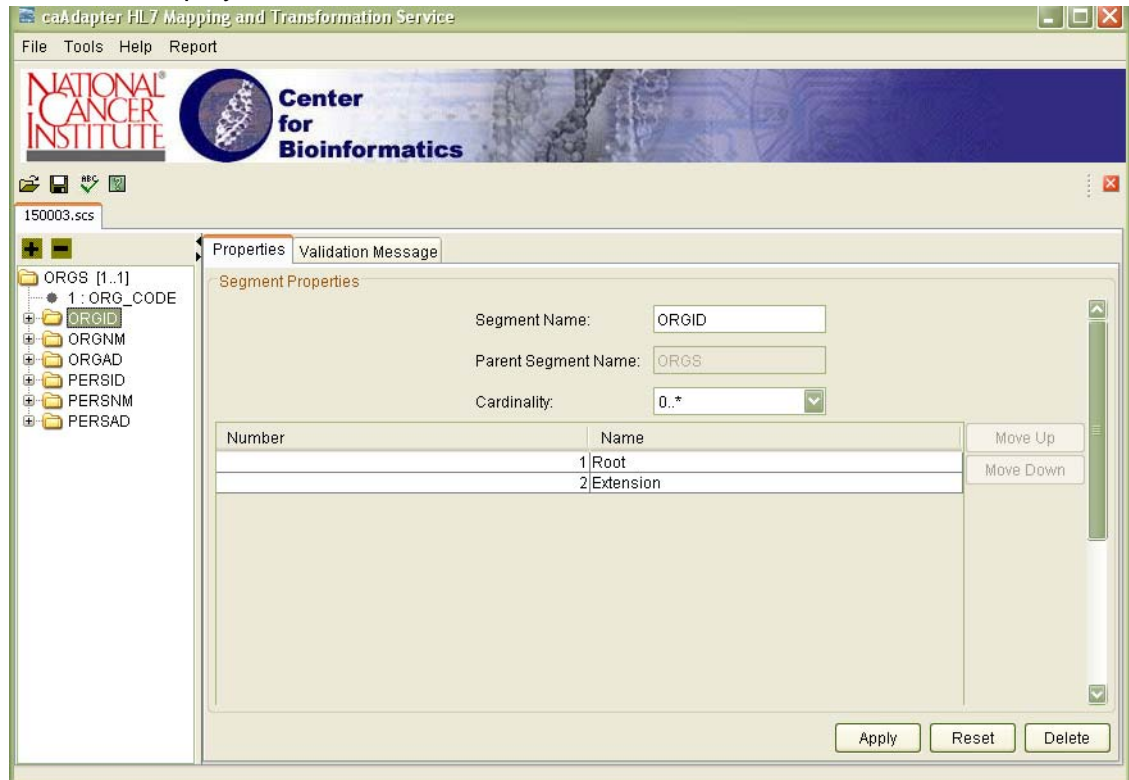 caAdapter HL7 Mapping and Transformation Service
File Tools Help Report
NATIONAL
CANCER
INSTITUTE
Center
for
Bioinformatics
ABC
150003.scs
Properties Validation Message
ORGS [1..1]
1 : ORG_CODE
ORGID
ORGNM
ORGAD
PERSID
PERSNM
PERSAD
Segment Properties
Segment Name: ORGID
Parent Segment Name: ORGS
Cardinality: 0..*
Number Name
1 Root
2 Extension
Move Up
Move Down
Apply Reset Delete